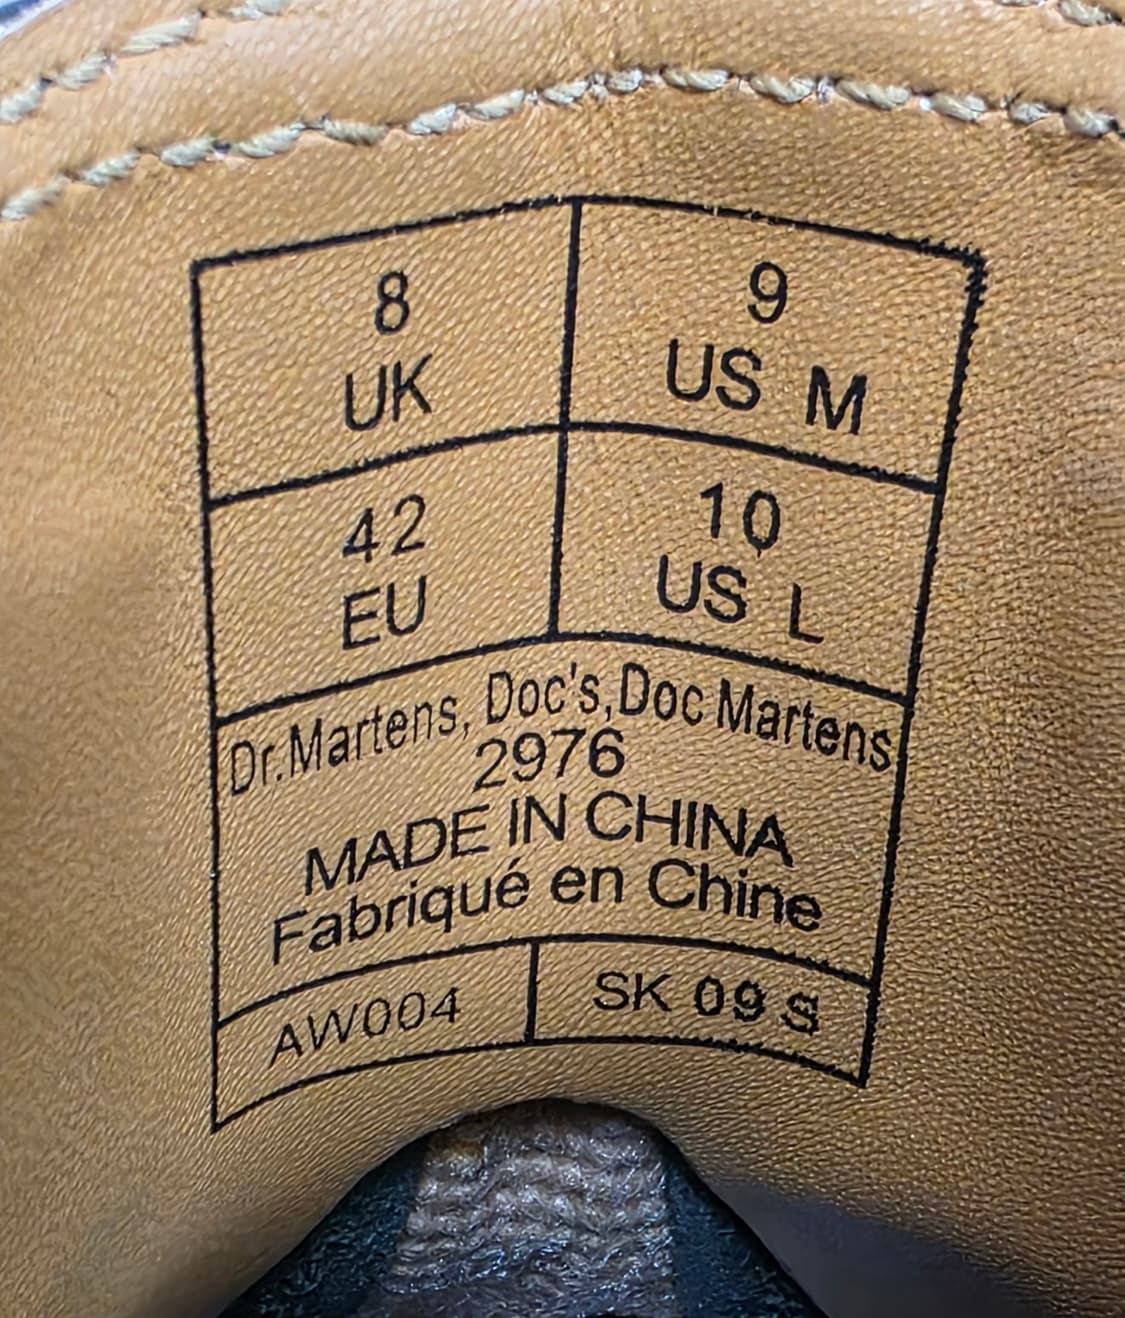 8
UK
9
US M
42
EU
10
US L
Dr.Martens, Doc's,Doc Martens
2976
MADE IN CHINA
Fabriqué en Chine
AW004
SK 09 S